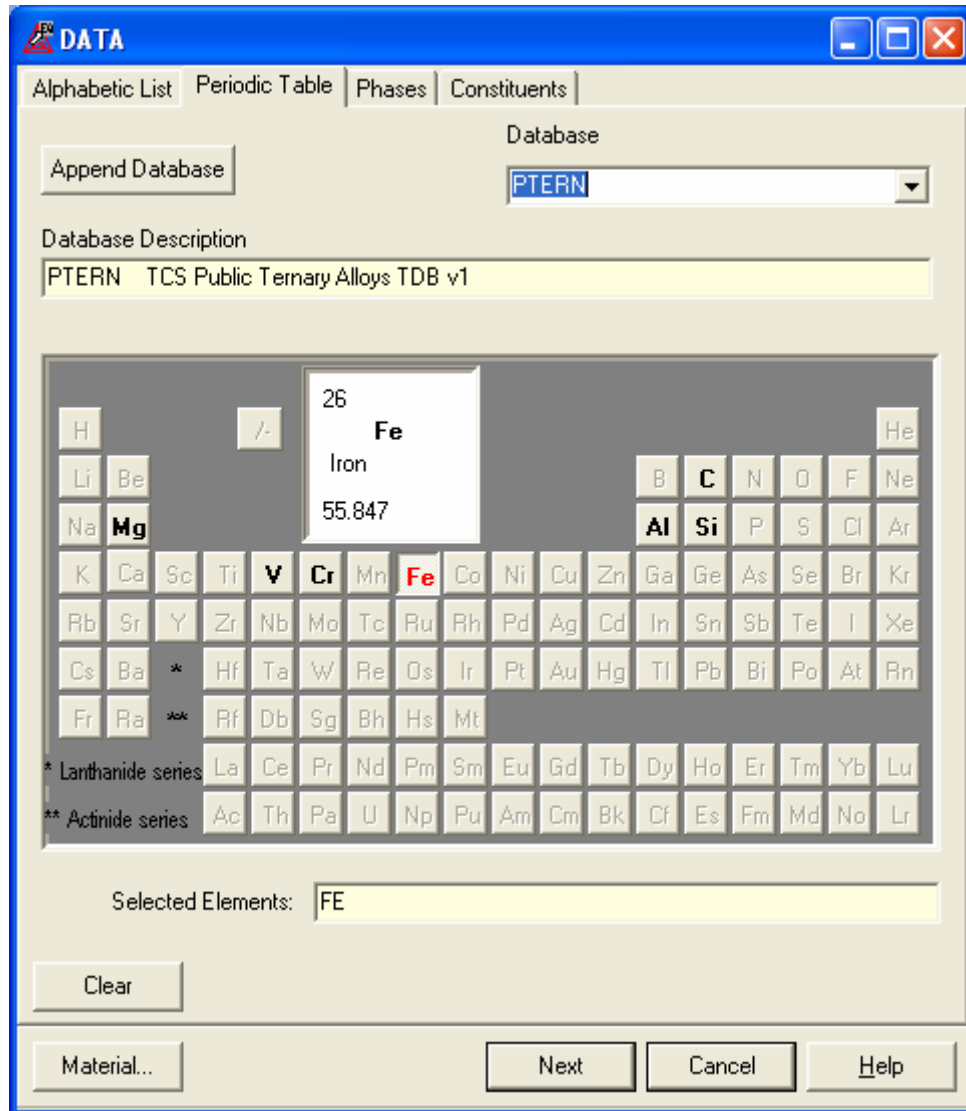 DATA
Alphabetic List Periodic Table Phases Constituents
Database
Append Database PTERN
Database Description
PTERN TCS Public Ternary Alloys TDB v1
26
Fe
Iron
55.847
H /- He
Li Be B C N O F Ne
Na Mg Al Si P S Cl Ar
K Ca Sc Ti V Cr Mn Fe Co Ni Cu Zn Ga Ge As Se Br Kr
Rb Sr Y Zr Nb Mo Tc Ru Rh Pd Ag Cd In Sn Sb Te I Xe
Cs Ba * Hf Ta W Re Os Ir Pt Au Hg Tl Pb Bi Po At Rn
Fr Ra ** Rf Db Sg Bh Hs Mt
* Lanthanide series La Ce Pr Nd Pm Sm Eu Gd Tb Dy Ho Er Tm Yb Lu
** Actinide series Ac Th Pa U Np Pu Am Cm Bk Cf Es Fm Md No Lr
Selected Elements: FE
Clear
Material... Next Cancel Help